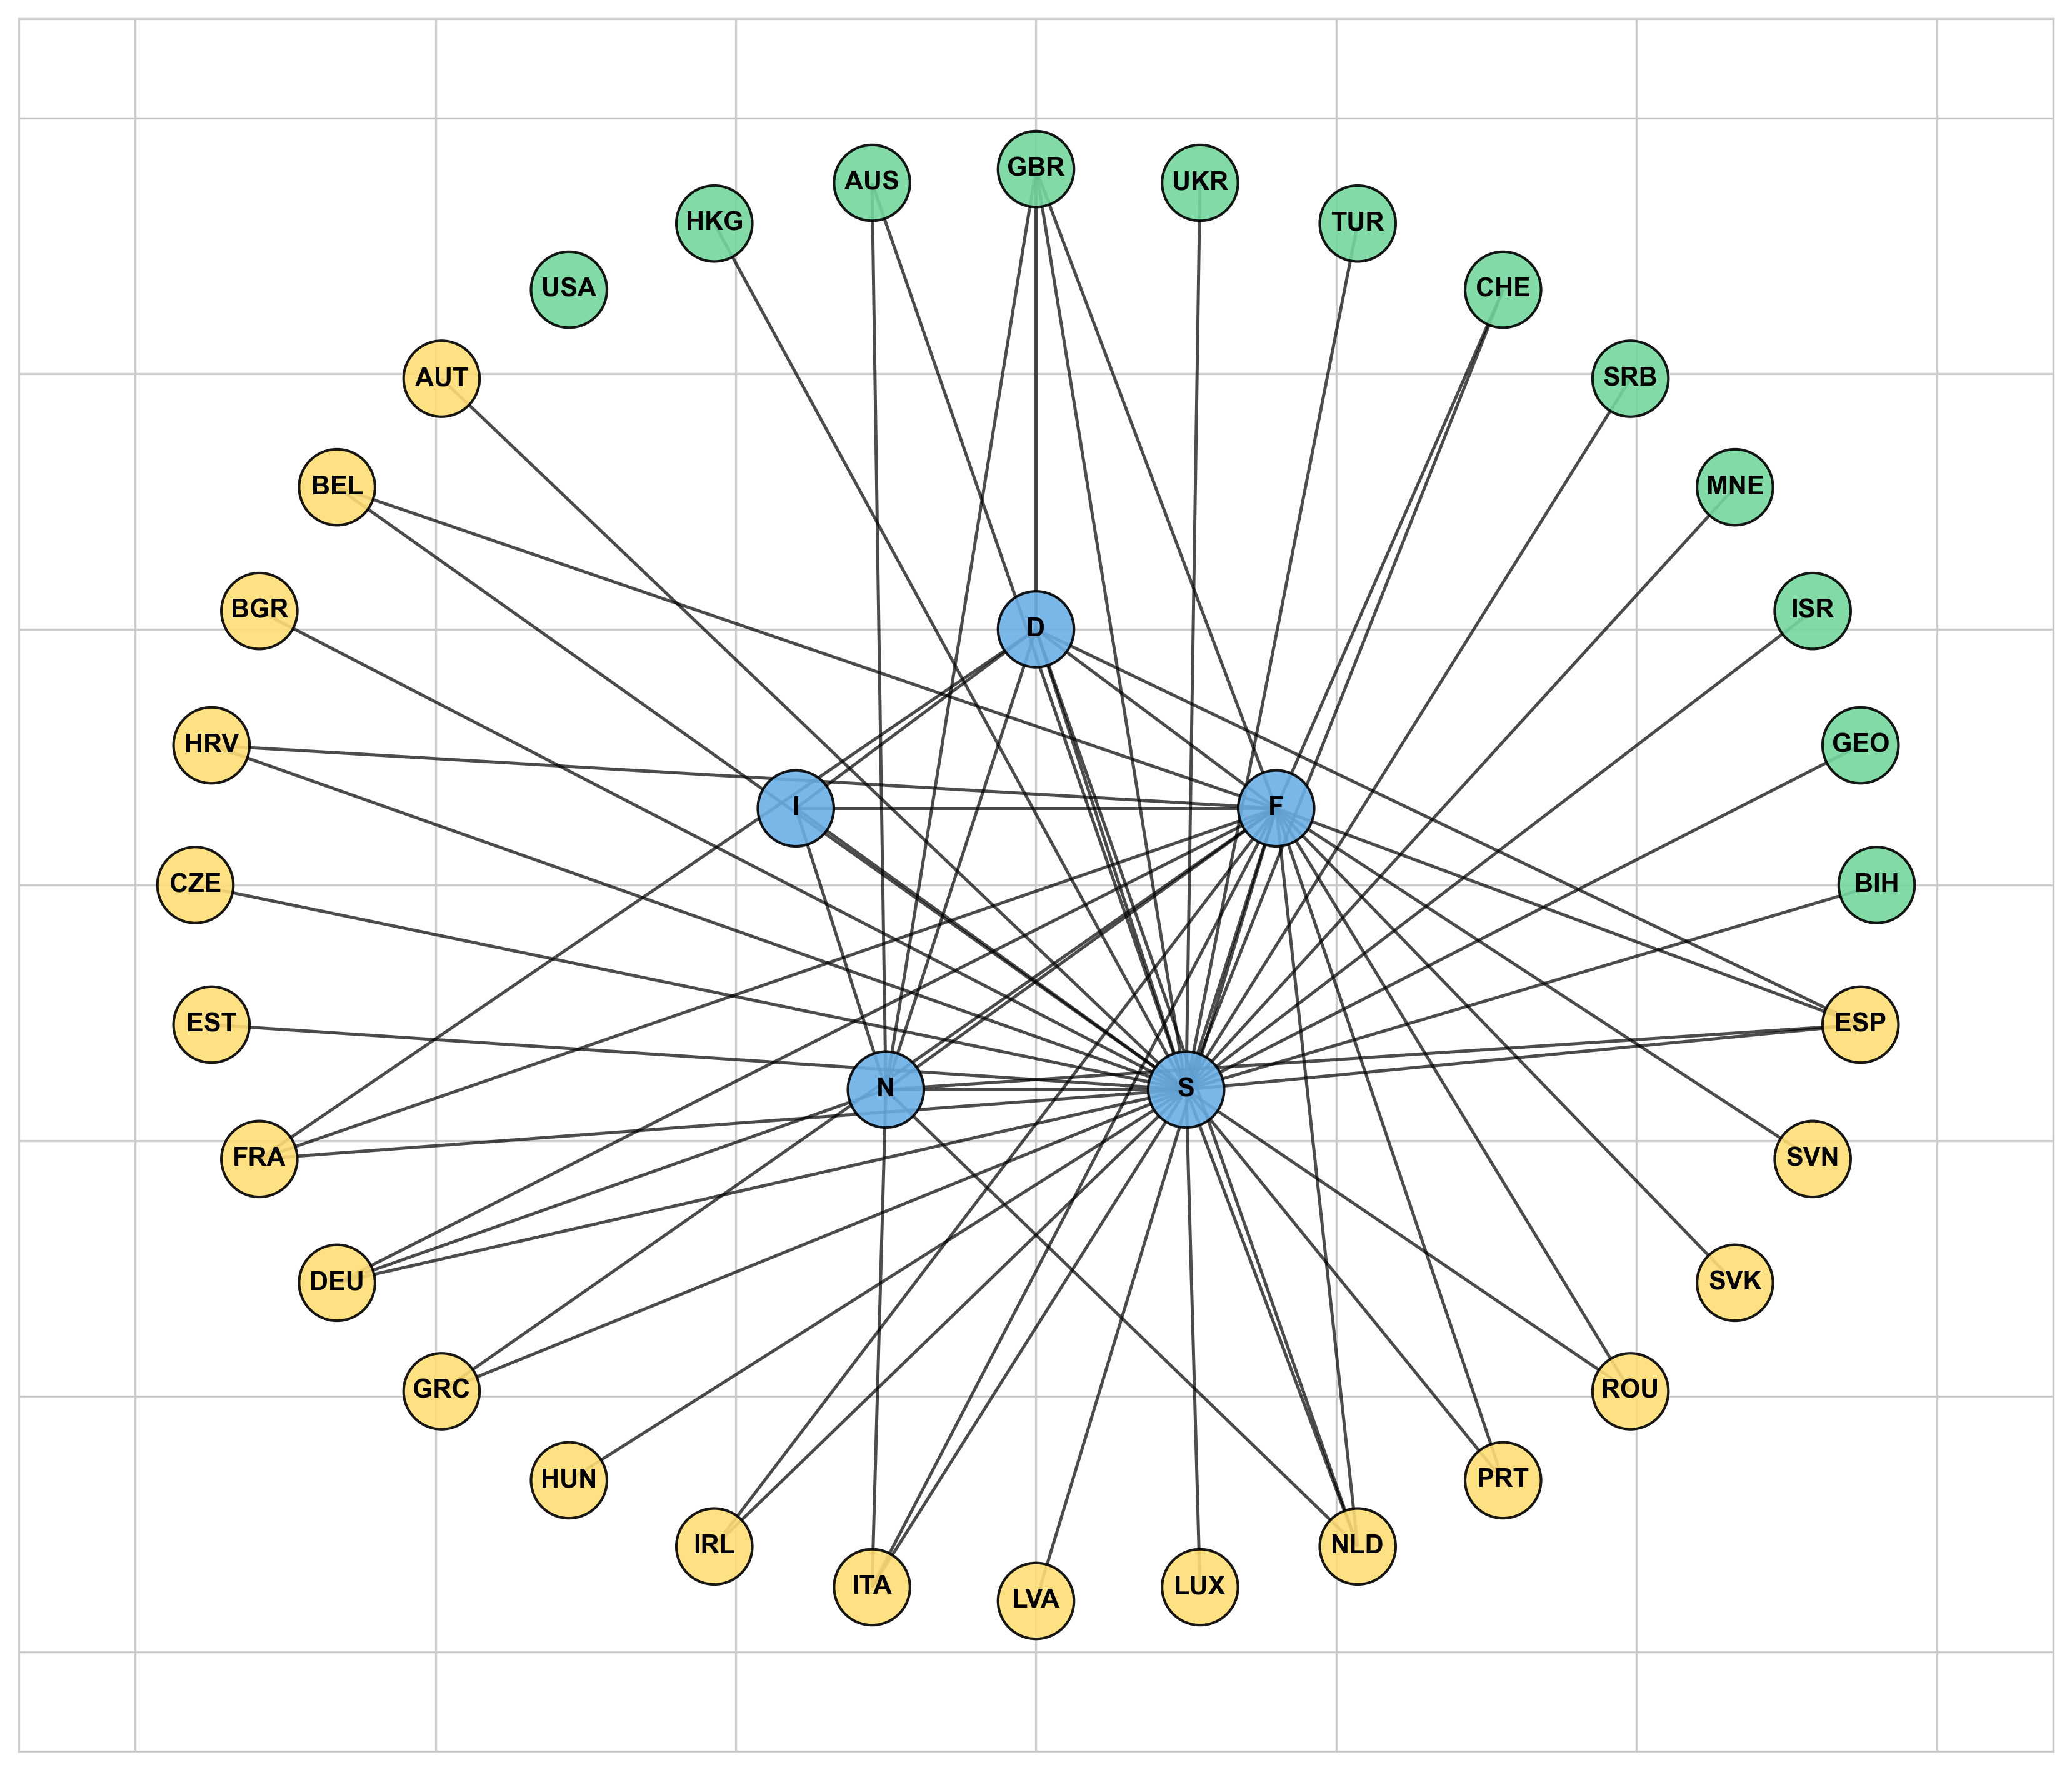 GBR
AUS
UKR
HKG
TUR
USA
CHE
AUT
SRB
BEL
MNE
BGR
D
ISR
HRV
GEO
I
F
CZE
BIH
EST
ESP
N
S
FRA
SVN
DEU
SVK
GRC
ROU
HUN
PRT
IRL
NLD
ITA
LUX
LVA